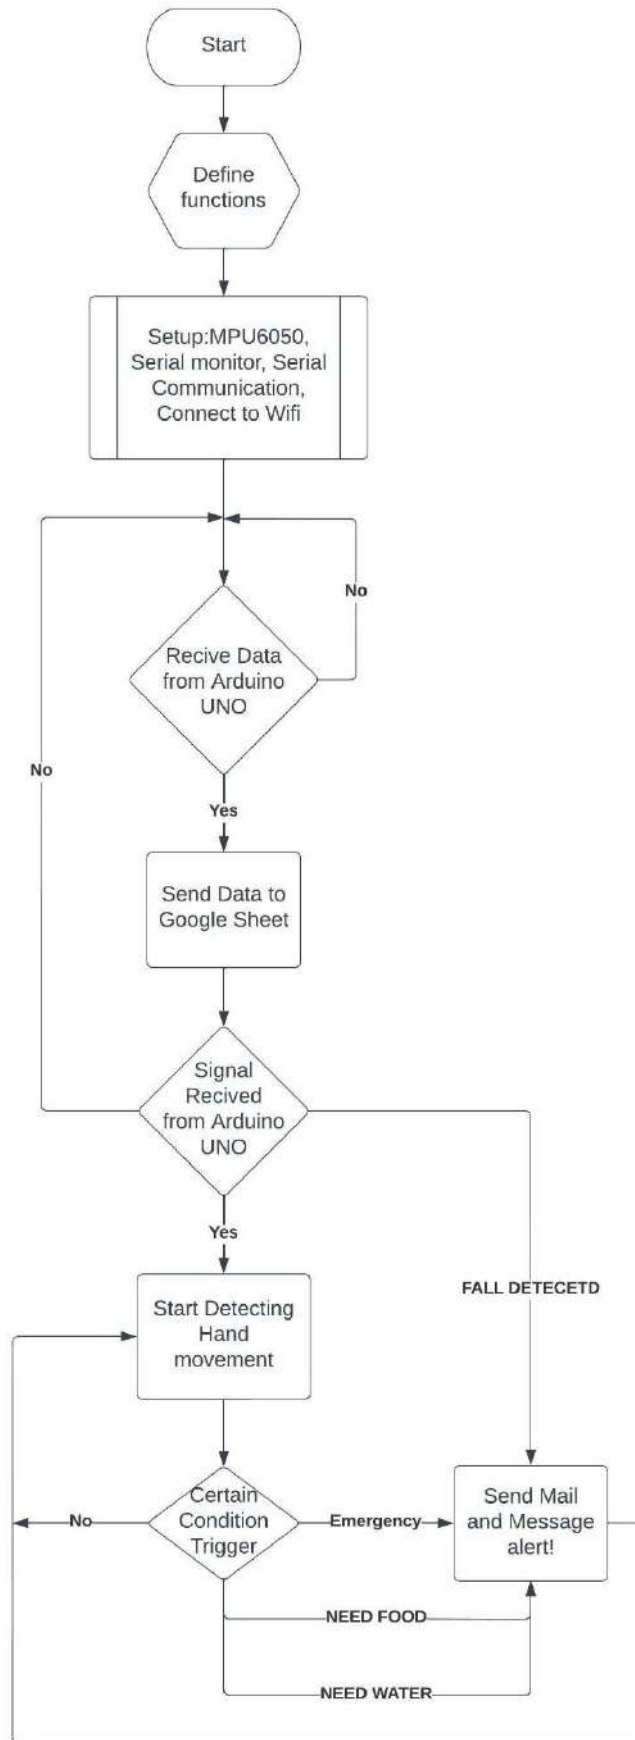 Start
Define
functions
Setup:MPU6050,
Serial monitor, Serial
Communication,
Connect to Wifi
No
Recive Data
from Arduino
UNO
No
Yes
Send Data to
Google Sheet
Signal
Recived
from Arduino
UNO
Yes
FALL DETECETD
Start Detecting
Hand
movement
Certain
Condition
Trigger
No
Emergency
Send Mail
and Message
alert!
NEED FOOD
NEED WATER